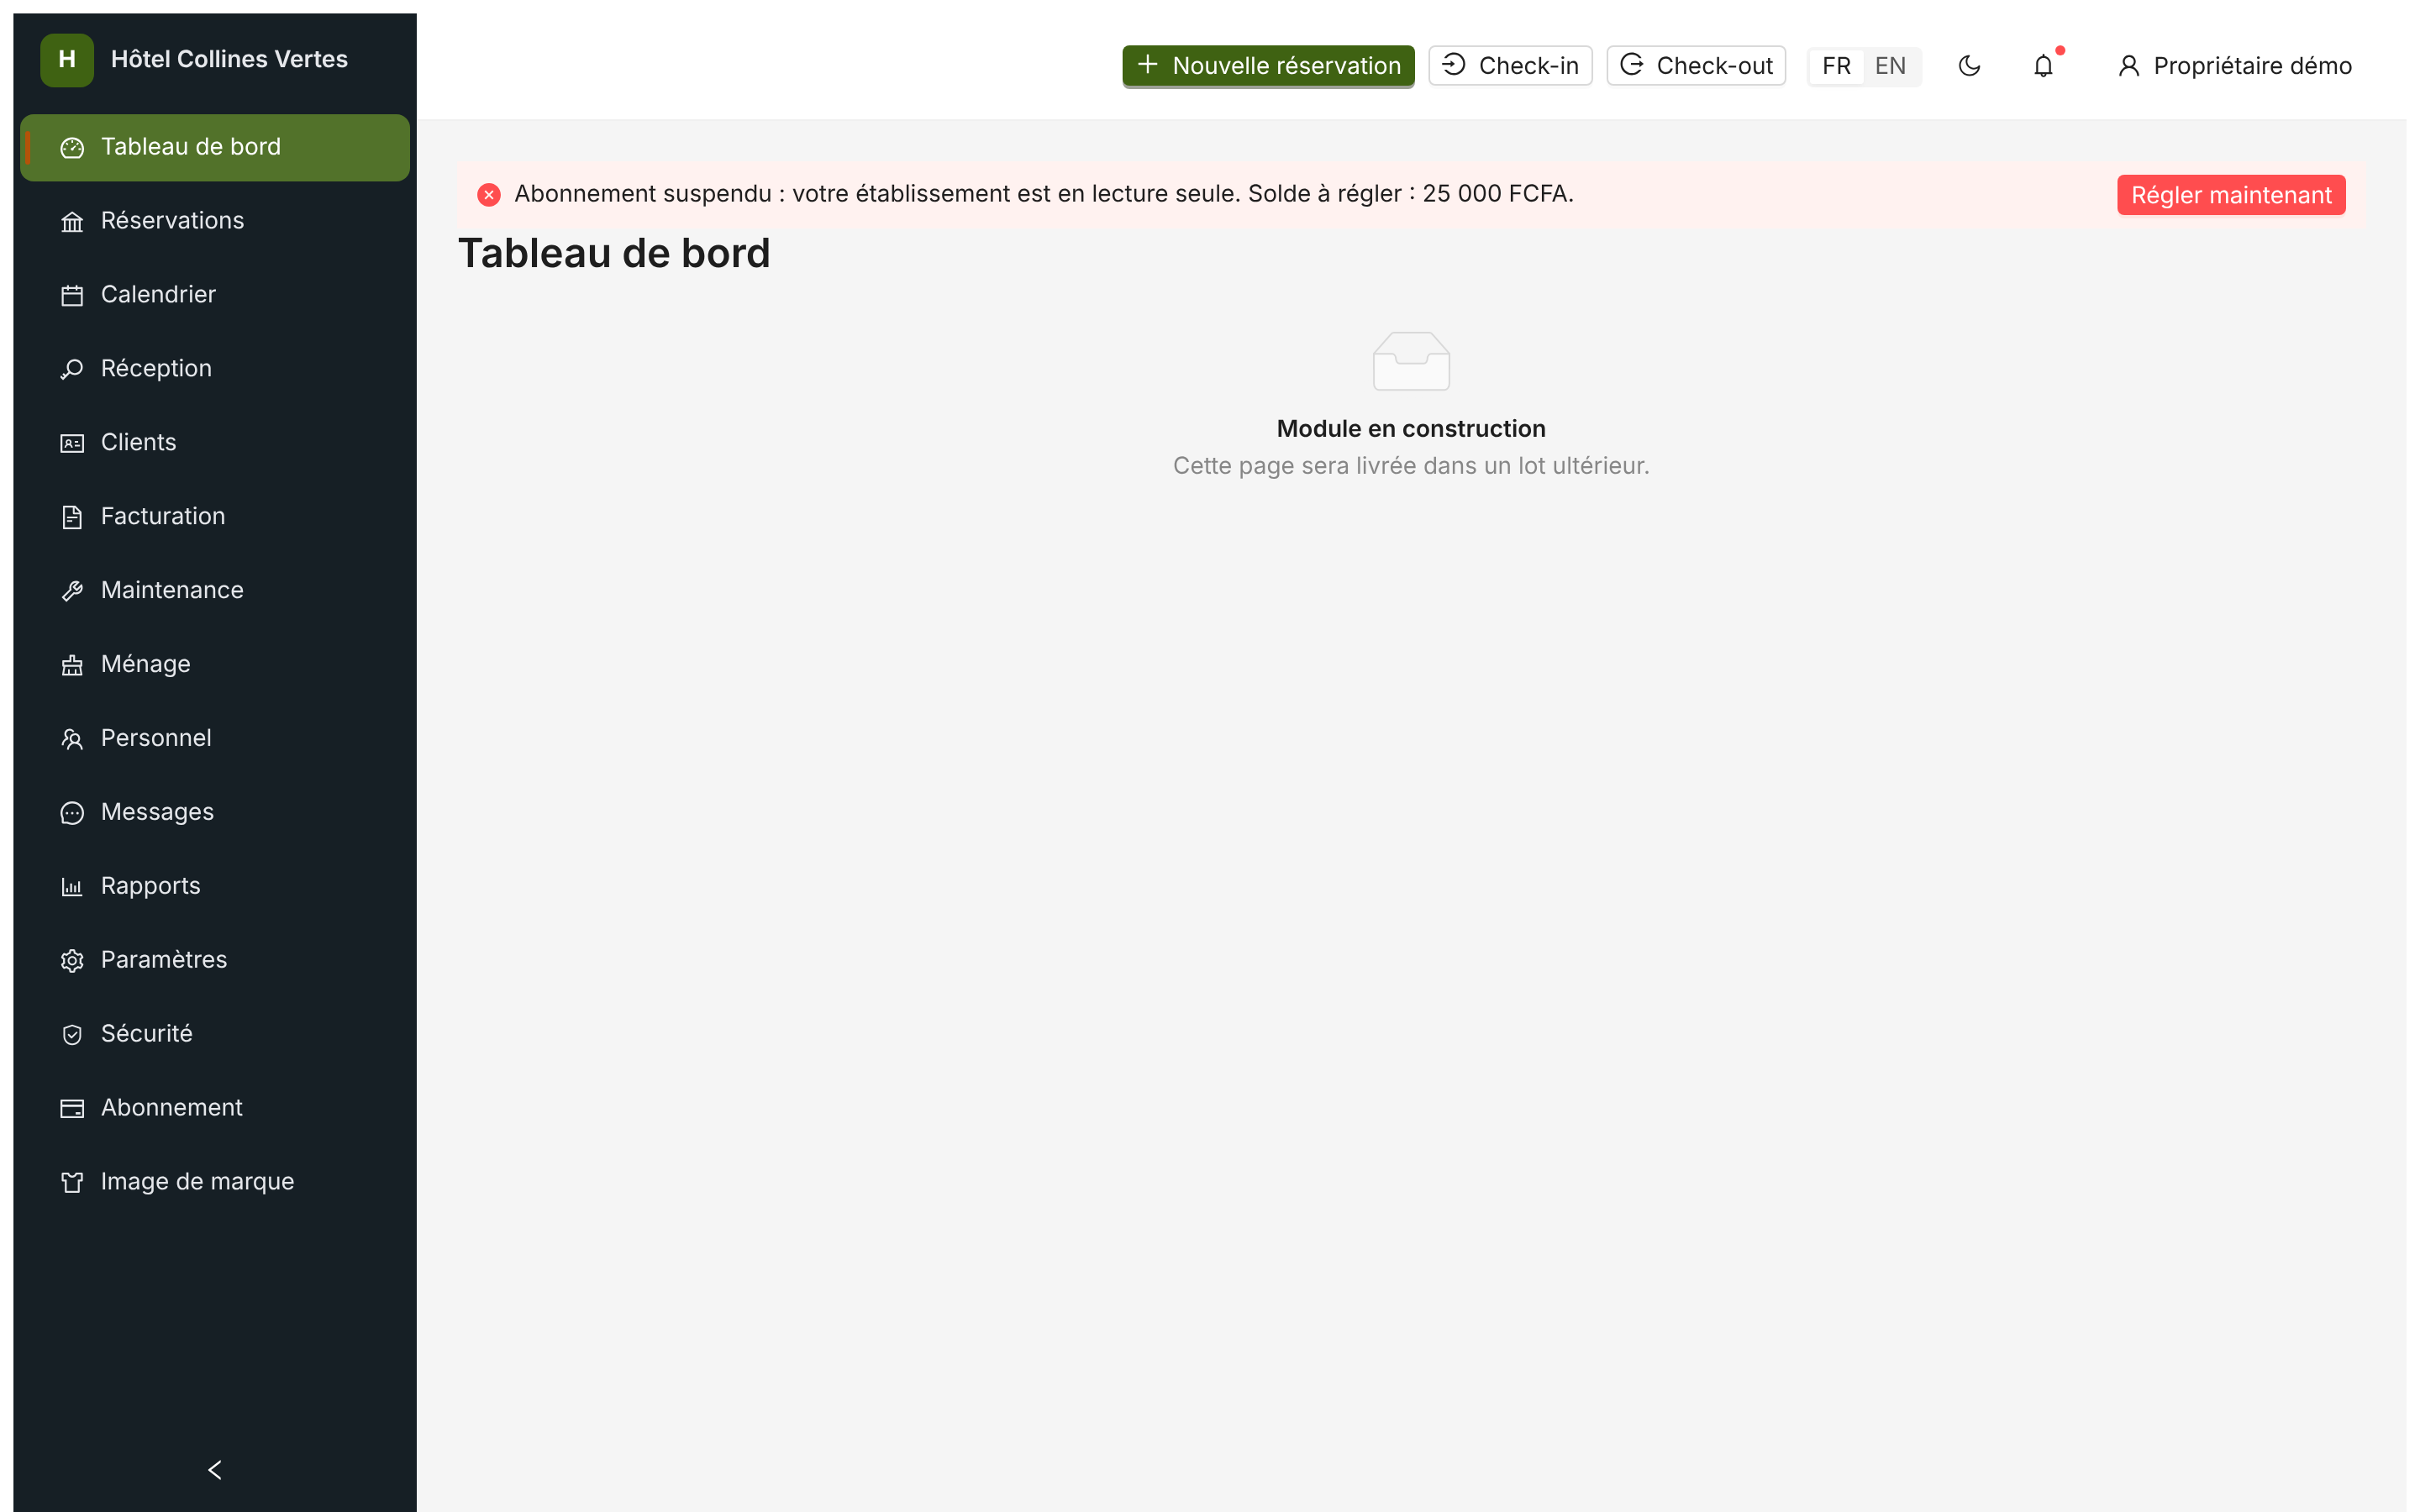 H Hôtel Collines Vertes
Nouvelle réservation Check-in Check-out FR EN Propriétaire démo
Tableau de bord
Réservations
Calendrier
Réception
Clients
Facturation
Maintenance
Ménage
Personnel
Messages
Rapports
Paramètres
Sécurité
Abonnement
Image de marque
Abonnement suspendu : votre établissement est en lecture seule. Solde à régler : 25 000 FCFA. Régler maintenant
Tableau de bord
Module en construction
Cette page sera livrée dans un lot ultérieur.